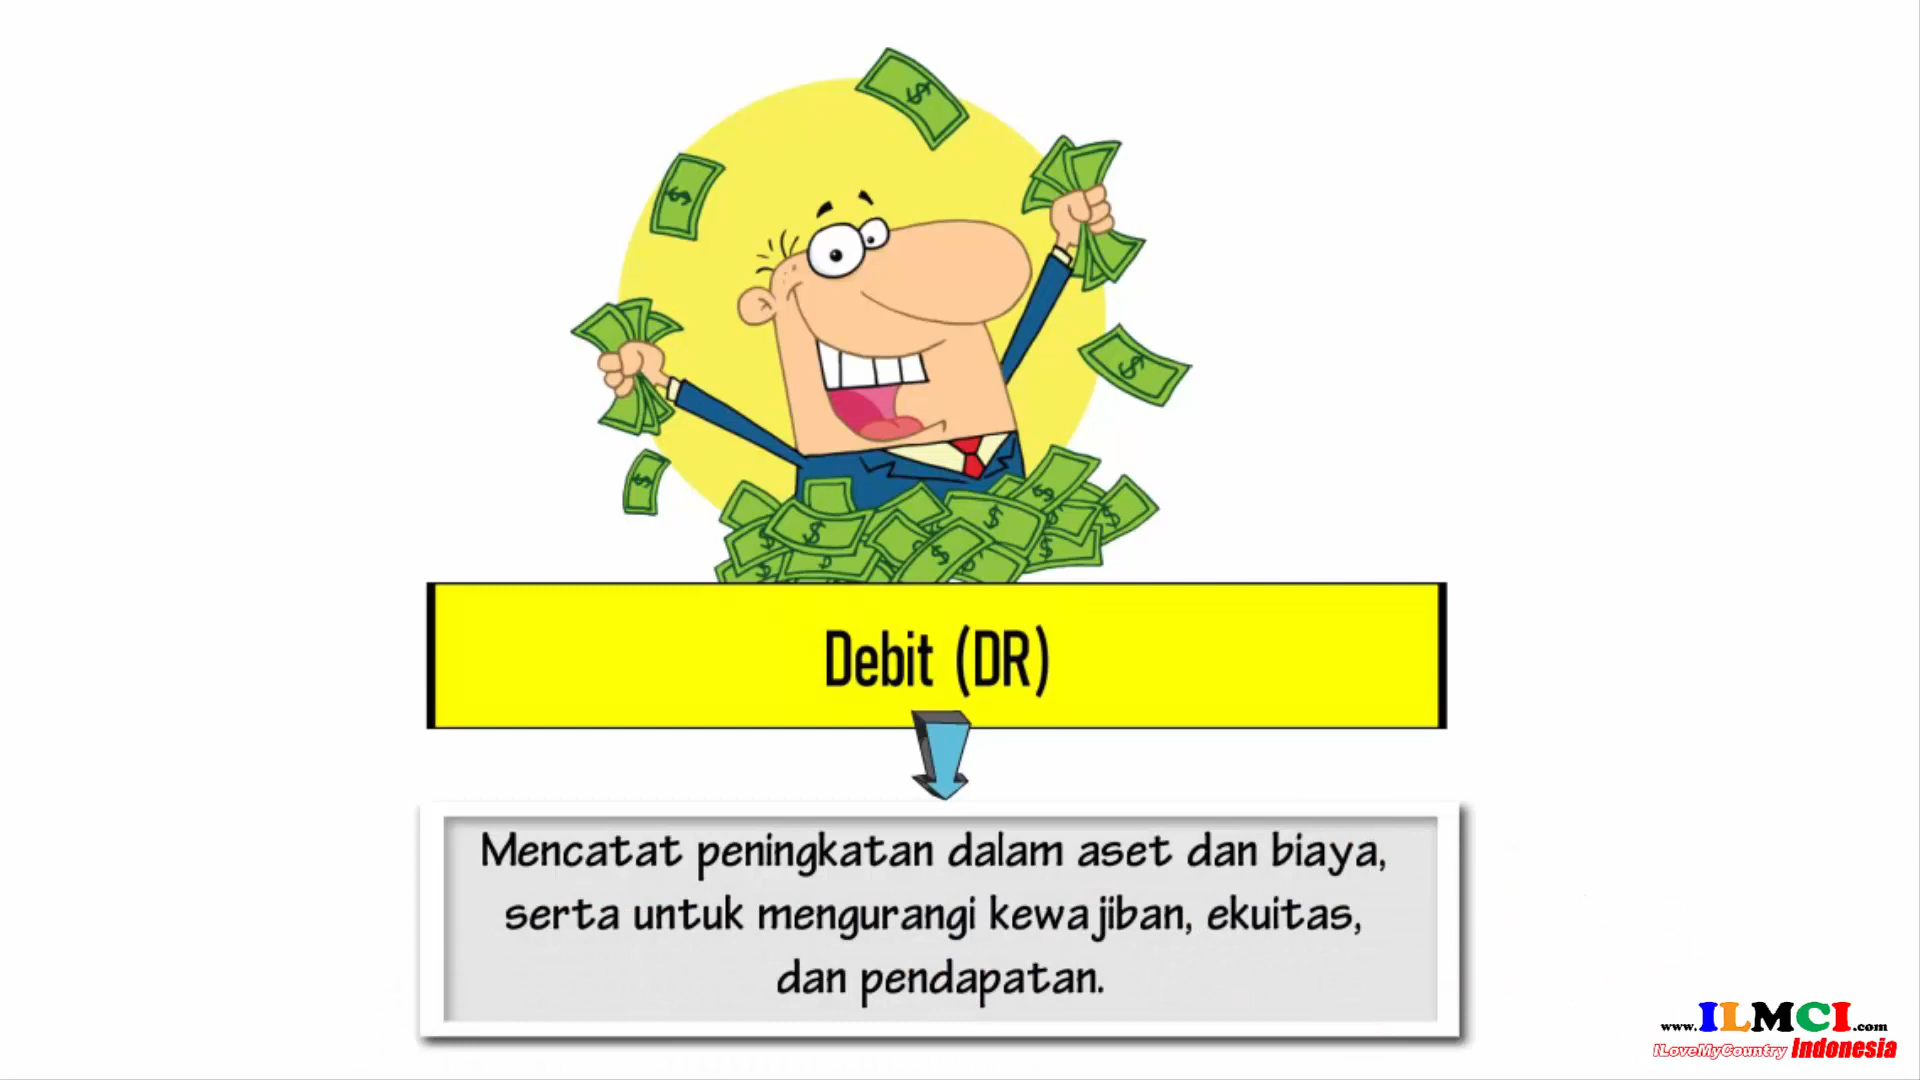 Debit (DR)
Mencatat peningkatan dalam aset dan biaya,
serta untuk mengurangi kewajiban, ekuitas,
dan pendapatan.
www.ILMCI.com
ILoveMyCountry Indonesia
$
$
$
$
$
$
$
$
$
$
$
$
$
$